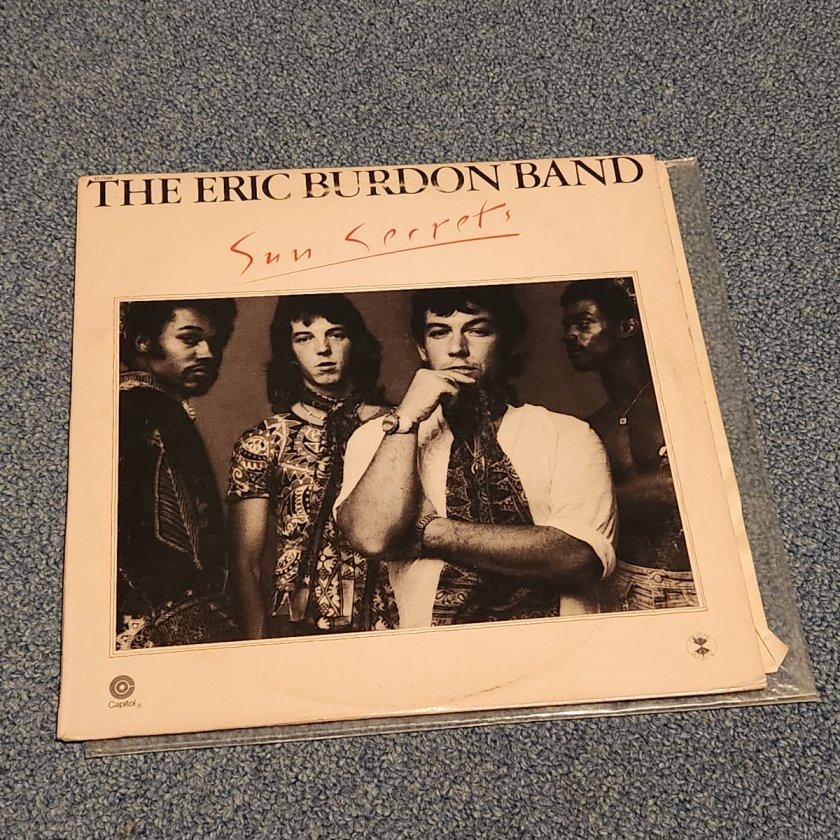 THE ERIC BURDON BAND
Sun Secrets
Capitol